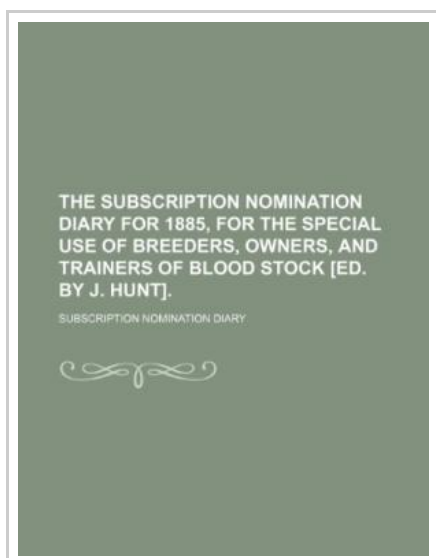 THE SUBSCRIPTION NOMINATION
DIARY FOR 1885, FOR THE SPECIAL
USE OF BREEDERS, OWNERS, AND
TRAINERS OF BLOOD STOCK [ED.
BY J. HUNT].
SUBSCRIPTION NOMINATION DIARY